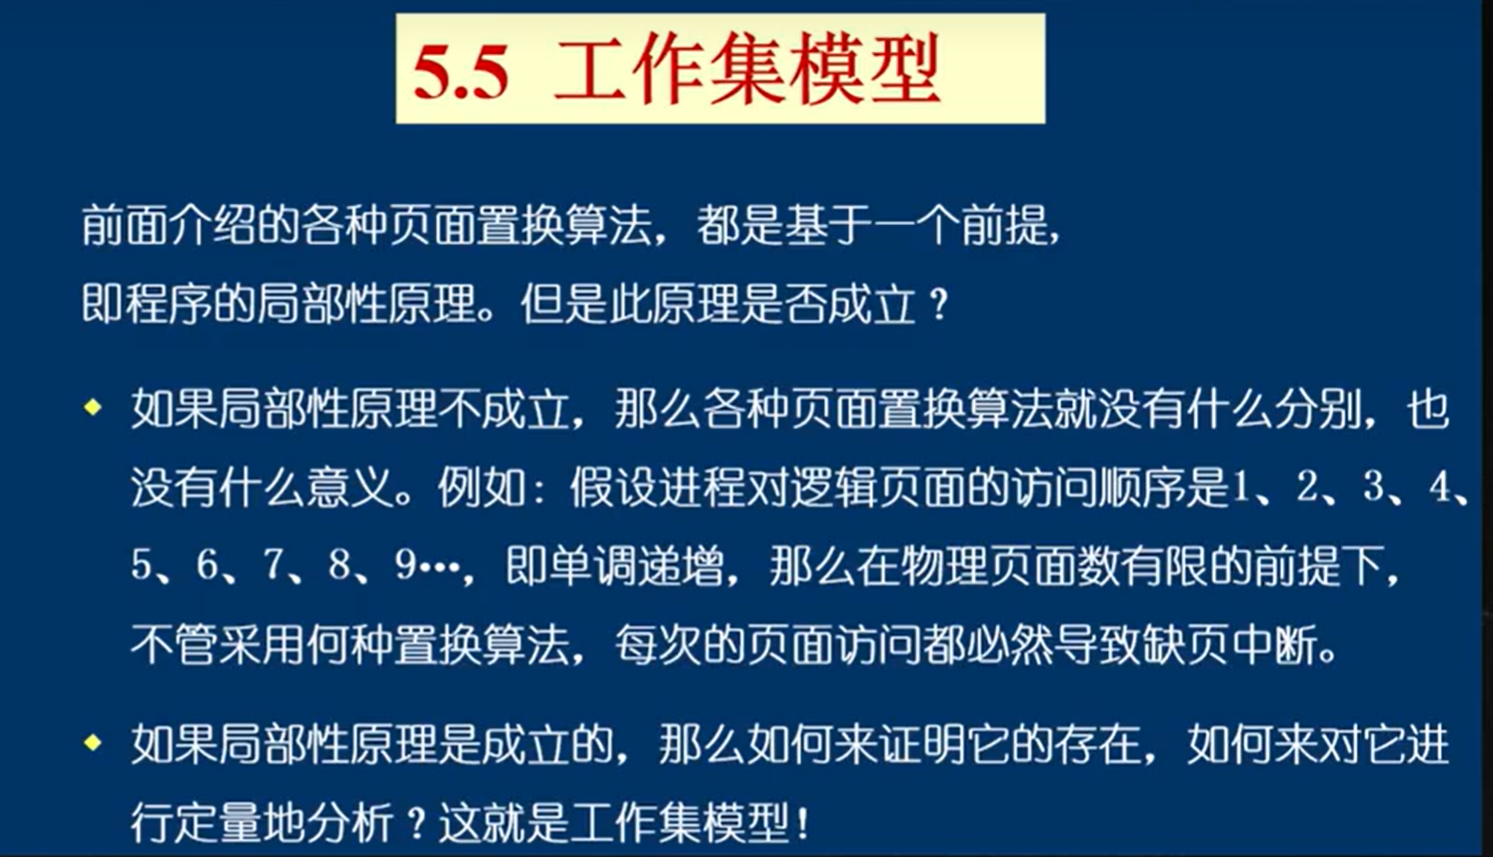 5.5 工作集模型
前面介绍的各种页面置换算法，都是基于一个前提，
即程序的局部性原理。但是此原理是否成立？
如果局部性原理不成立，那么各种页面置换算法就没有什么分别，也
没有什么意义。例如：假设进程对逻辑页面的访问顺序是1、2、3、4、
5、6、7、8、9…，即单调递增，那么在物理页面数有限的前提下，
不管采用何种置换算法，每次的页面访问都必然导致缺页中断。
如果局部性原理是成立的，那么如何来证明它的存在，如何来对它进
行定量地分析？这就是工作集模型！